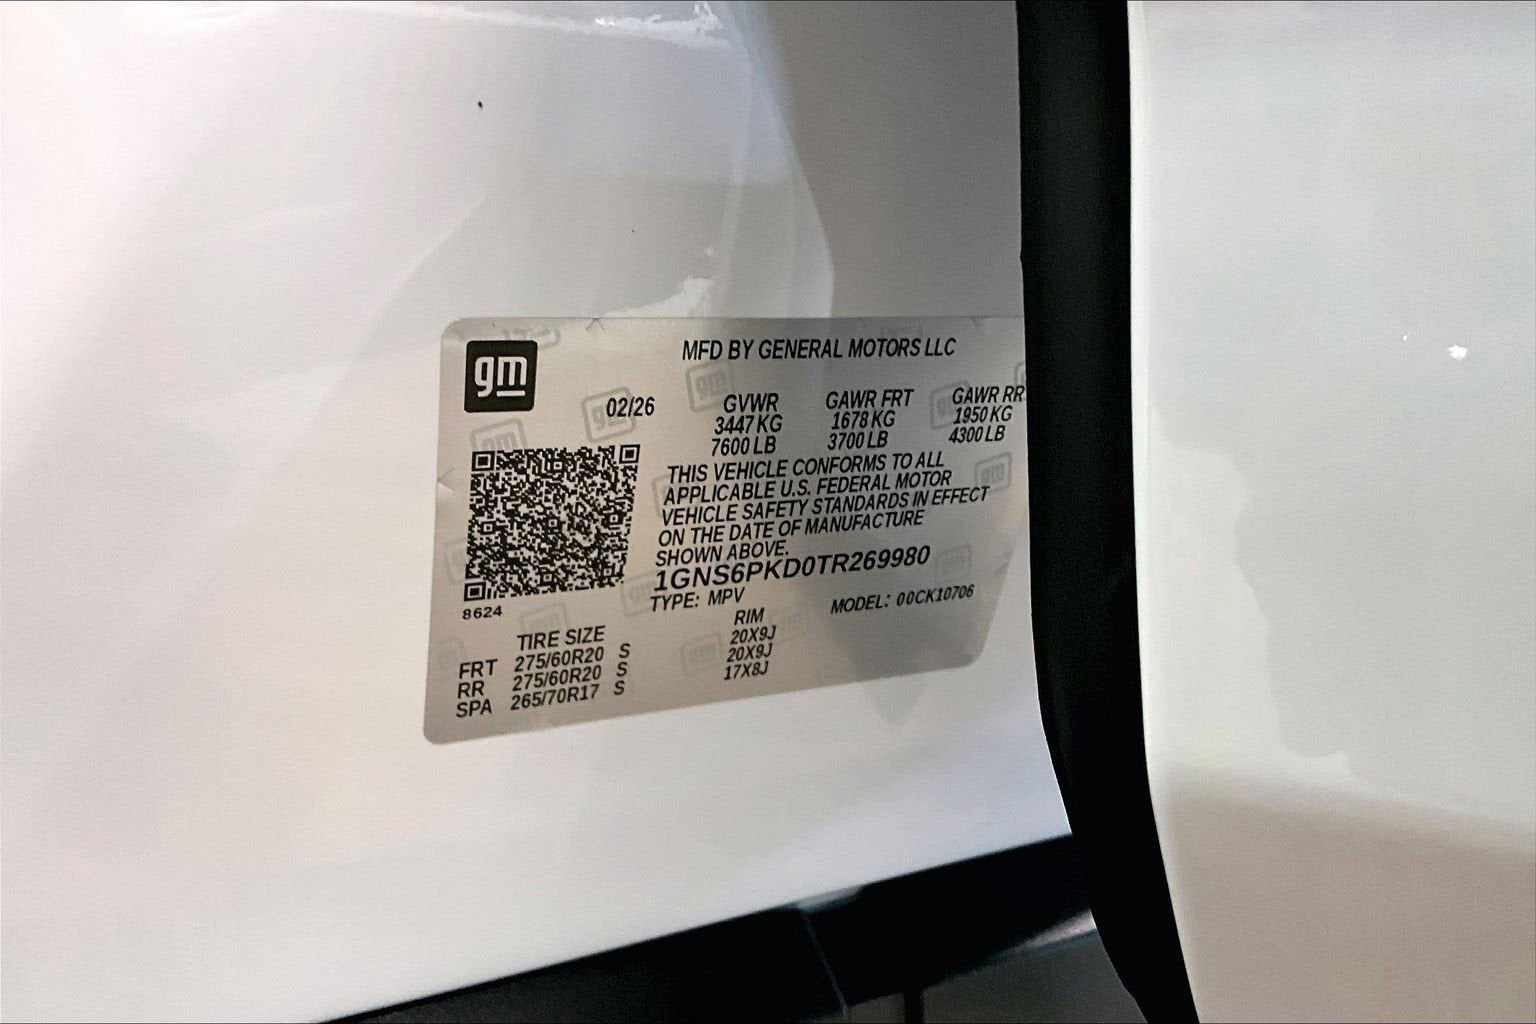 gm
MFD BY GENERAL MOTORS LLC
02/26
GVWR GAWR FRT GAWR RR
3447 KG 1678 KG 1950 KG
7600 LB 3700 LB 4300 LB
THIS VEHICLE CONFORMS TO ALL
APPLICABLE U.S. FEDERAL MOTOR
VEHICLE SAFETY STANDARDS IN EFFECT
ON THE DATE OF MANUFACTURE
SHOWN ABOVE.
1GNS6PKD0TR269980
TYPE: MPV MODEL: 00CK10706
8624
TIRE SIZE RIM
FRT 275/60R20 S 20X9J
RR 275/60R20 S 20X9J
SPA 265/70R17 S 17X8J